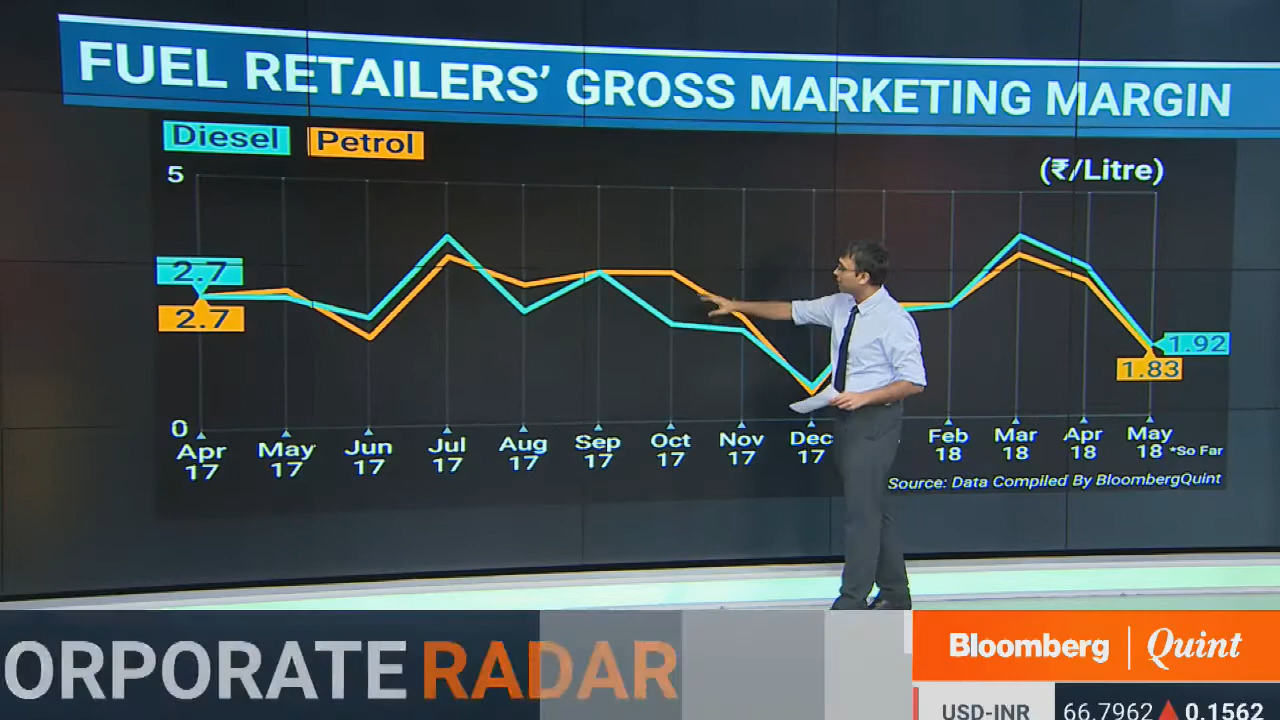 FUEL RETAILERS' GROSS MARKETING MARGIN
Diesel Petrol
(₹/Litre)
5
2.7
2.7
1.92
1.83
0
Apr 17
May 17
Jun 17
Jul 17
Aug 17
Sep 17
Oct 17
Nov 17
Dec 17
Feb 18
Mar 18
Apr 18
May 18 *So Far
Source: Data Compiled By BloombergQuint
ORPORATE RADAR
Bloomberg | Quint
USD-INR 66.7962 ▲ 0.1562